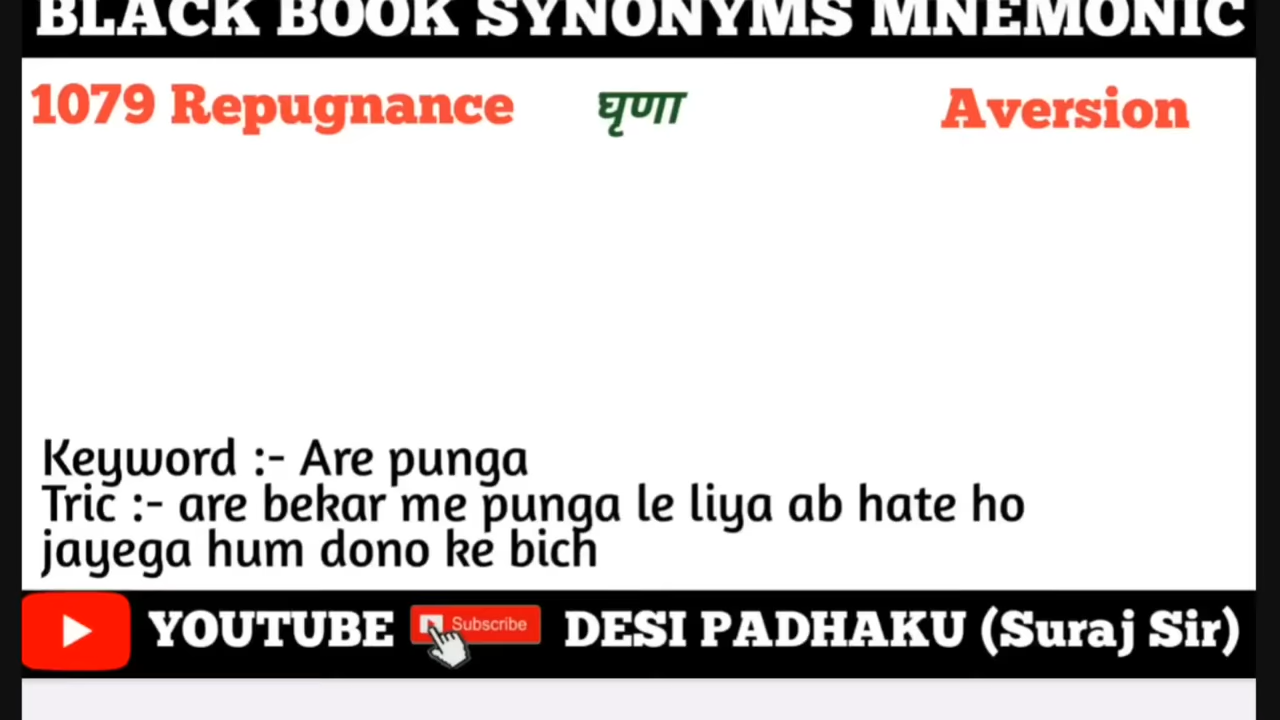 BLACK BOOK SYNONYMS MNEMONIC
1079 Repugnance घृणा Aversion
Keyword :- Are punga
Tric :- are bekar me punga le liya ab hate ho
jayega hum dono ke bich
YOUTUBE Subscribe DESI PADHAKU (Suraj Sir)